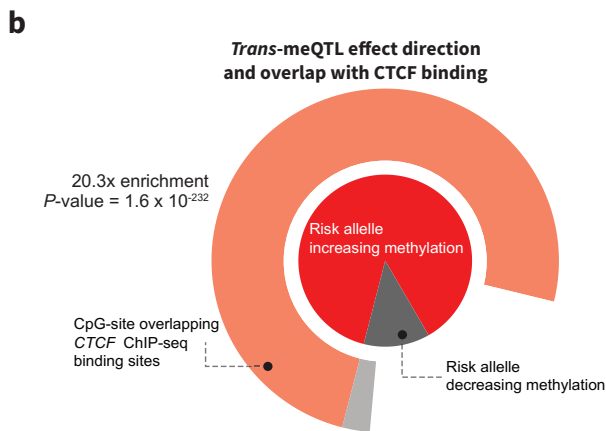 b
Trans-meQTL effect direction
and overlap with CTCF binding
20.3x enrichment
P-value = 1.6 x 10-232
Risk allele
increasing methylation
CpG-site overlapping
CTCF ChIP-seq
binding sites
Risk allele
decreasing methylation